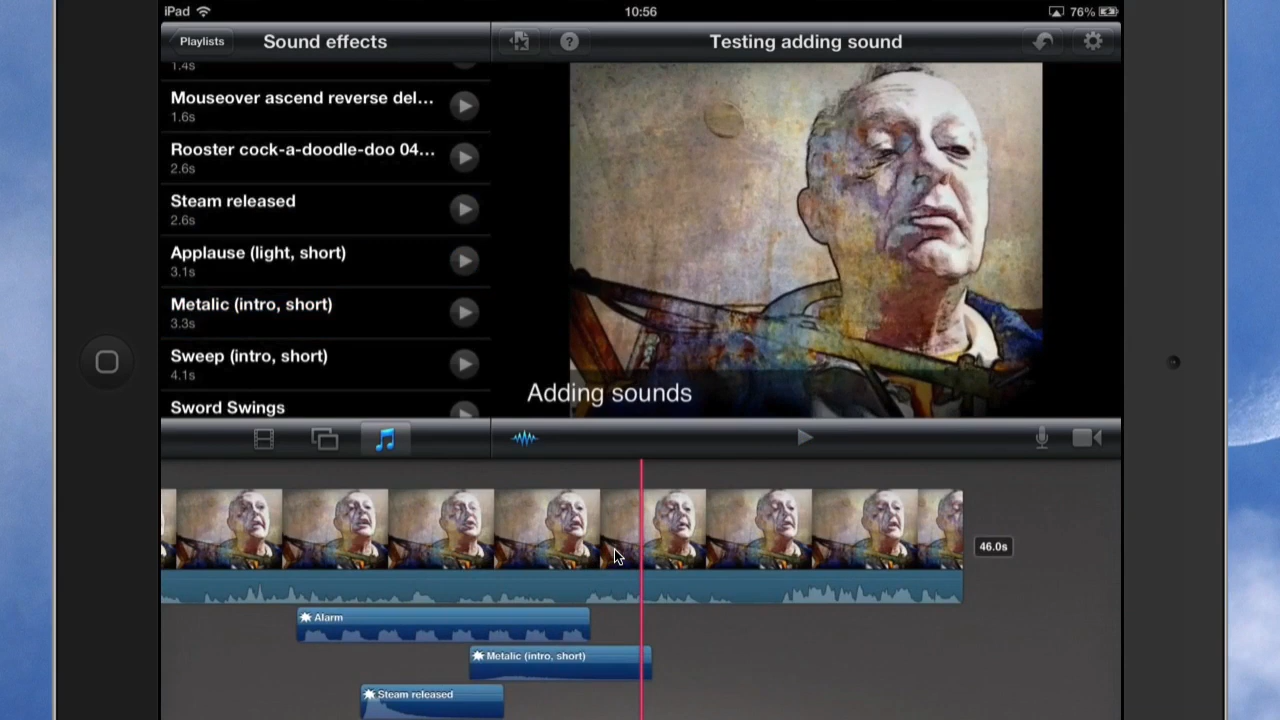 iPad 10:56 76%
Playlists Sound effects ? Testing adding sound
1.4s
Mouseover ascend reverse del...
1.6s
Rooster cock-a-doodle-doo 04...
2.6s
Steam released
2.6s
Applause (light, short)
3.1s
Metalic (intro, short)
3.3s
Sweep (intro, short)
4.1s
Sword Swings
Adding sounds
46.0s
Alarm
Metalic (intro, short)
Steam released